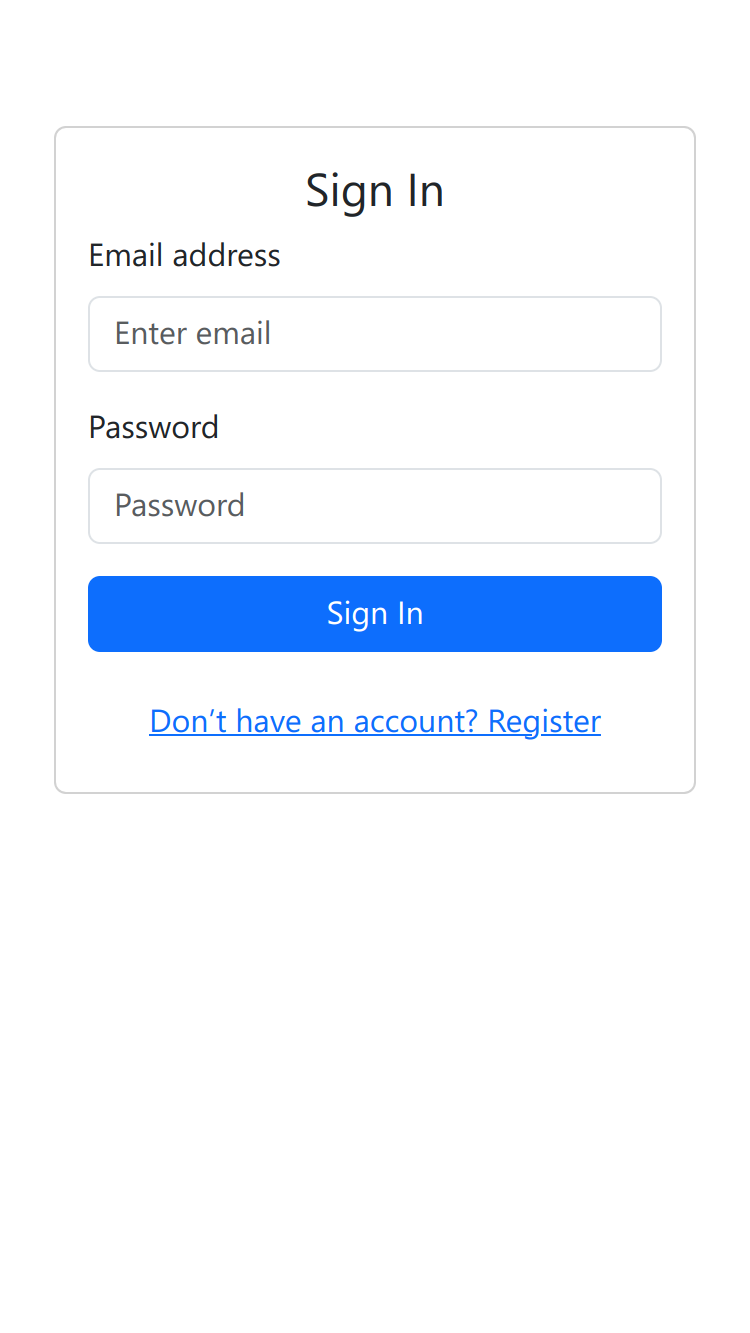 Sign In
Email address
Enter email
Password
Password
Sign In
Don’t have an account? Register